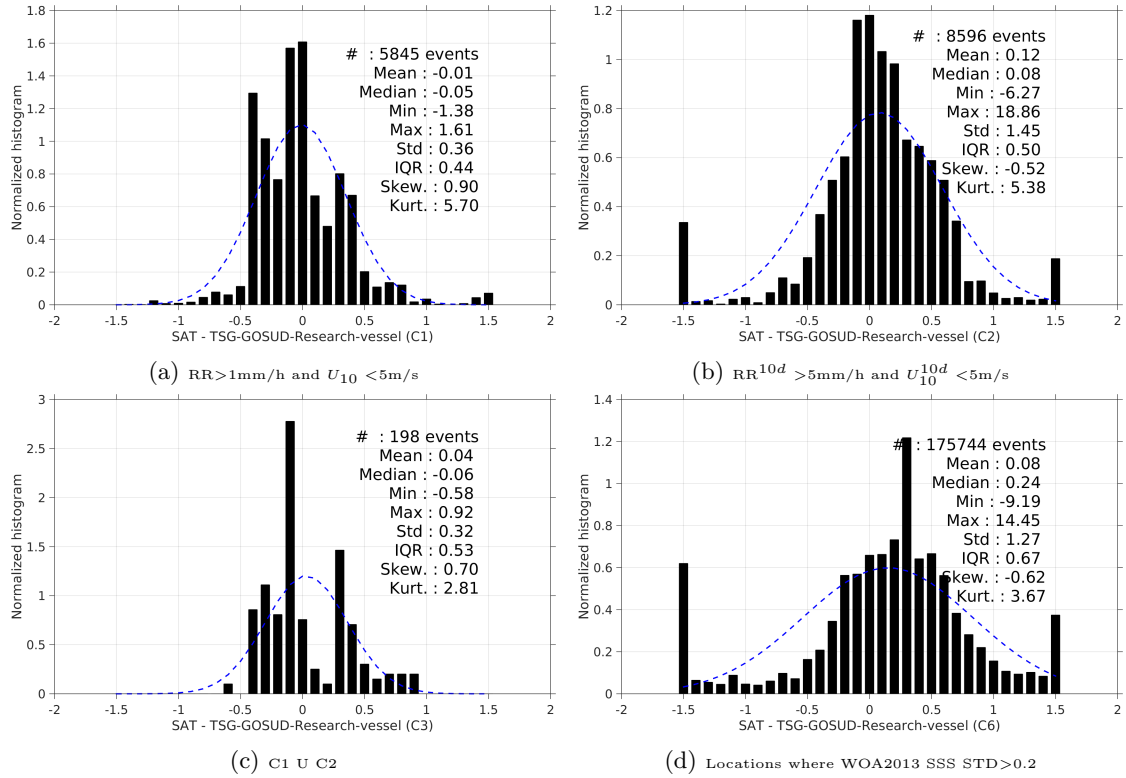 1.8
1.6
1.4
1.2
1
0.8
0.6
0.4
0.2
0
Normalized histogram
# : 5845 events
Mean : -0.01
Median : -0.05
Min : -1.38
Max : 1.61
Std : 0.36
IQR : 0.44
Skew. : 0.90
Kurt. : 5.70
-2 -1.5 -1 -0.5 0 0.5 1 1.5 2
SAT - TSG-GOSUD-Research-vessel (C1)
(a) RR>1mm/h and U10 <5m/s
1.2
1
0.8
0.6
0.4
0.2
0
Normalized histogram
# : 8596 events
Mean : 0.12
Median : 0.08
Min : -6.27
Max : 18.86
Std : 1.45
IQR : 0.50
Skew. : -0.52
Kurt. : 5.38
-2 -1.5 -1 -0.5 0 0.5 1 1.5 2
SAT - TSG-GOSUD-Research-vessel (C2)
(b) RR^10d >5mm/h and U_10^10d <5m/s
3
2.5
2
1.5
1
0.5
0
Normalized histogram
# : 198 events
Mean : 0.04
Median : -0.06
Min : -0.58
Max : 0.92
Std : 0.32
IQR : 0.53
Skew. : 0.70
Kurt. : 2.81
-2 -1.5 -1 -0.5 0 0.5 1 1.5 2
SAT - TSG-GOSUD-Research-vessel (C3)
(c) C1 U C2
1.4
1.2
1
0.8
0.6
0.4
0.2
0
Normalized histogram
# : 175744 events
Mean : 0.08
Median : 0.24
Min : -9.19
Max : 14.45
Std : 1.27
IQR : 0.67
Skew. : -0.62
Kurt. : 3.67
-2 -1.5 -1 -0.5 0 0.5 1 1.5 2
SAT - TSG-GOSUD-Research-vessel (C6)
(d) Locations where WOA2013 SSS STD>0.2